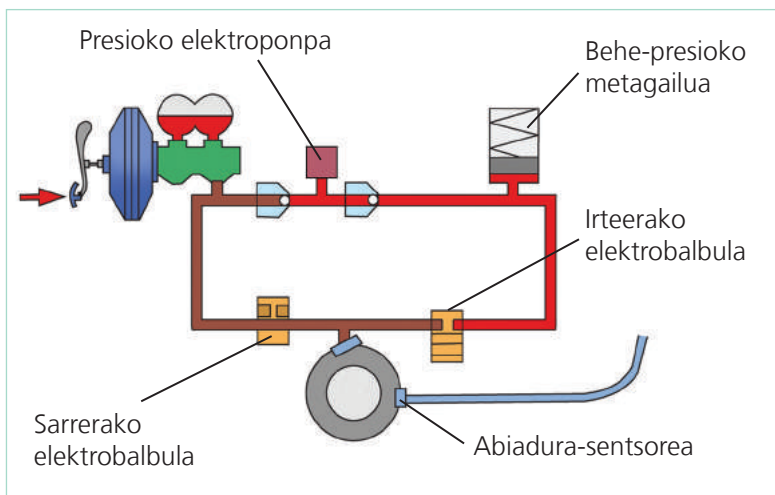 Presioko elektroponpa
Behe-presioko
metagailua
Irteerako
elektrobalbula
Sarrerako
elektrobalbula
Abiadura-sentsorea